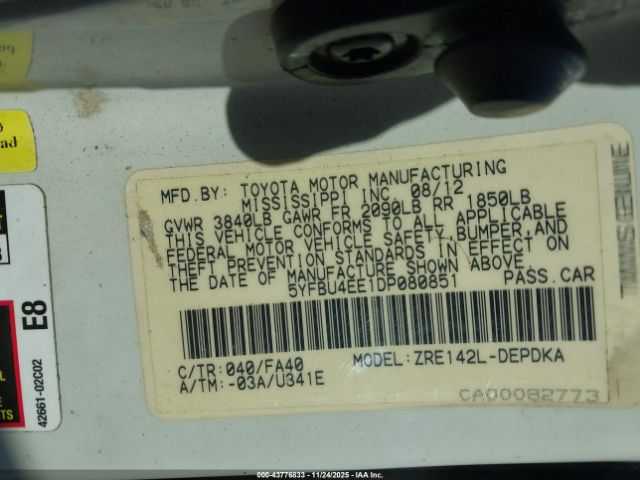 MFD.BY: TOYOTA MOTOR MANUFACTURING
MISSISSIPPI INC. 08/12
GVWR 3840LB GAWR FR 2090LB RR 1850LB
THIS VEHICLE CONFORMS TO ALL APPLICABLE
FEDERAL MOTOR VEHICLE SAFETY, BUMPER, AND
THEFT PREVENTION STANDARDS IN EFFECT ON
THE DATE OF MANUFACTURE SHOWN ABOVE.
5YFBU4EE1DP080851 PASS.CAR
C/TR: 040/FA40 MODEL: ZRE142L-DEPDKA
A/TM: -03A/U341E
CA00082773
E8
42661-02C02
000-43776833 - 11/24/2025 - IAA Inc.